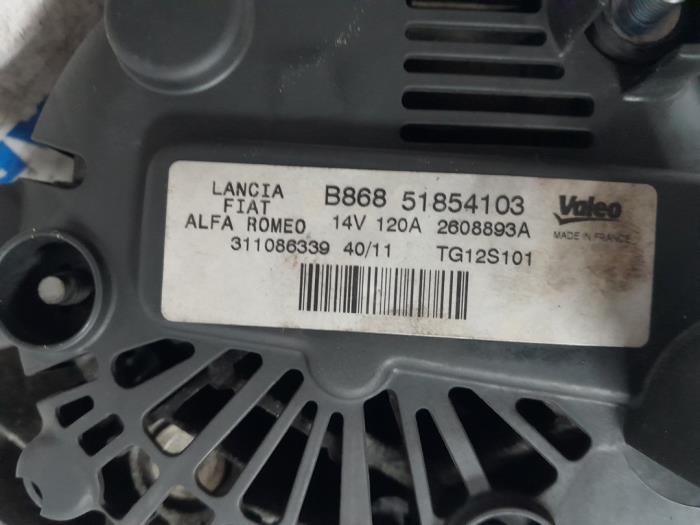 LANCIA B868 51854103 Valeo
FIAT
ALFA ROMEO 14V 120A 2608893A MADE IN FRANCE
311086339 40/11 TG12S101